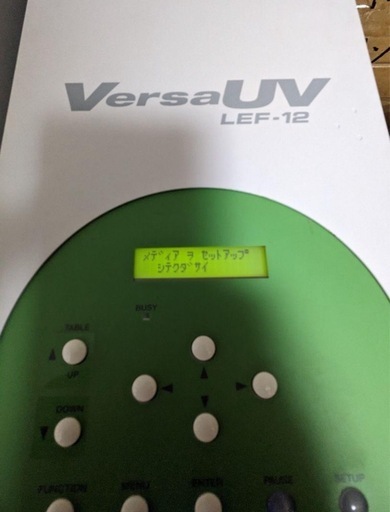 VersaUV
LEF-12
メディア ヲ セットアップ
シテクダサイ
BUSY
TABLE
UP
DOWN
FUNCTION
MENU
ENTER
PAUSE
SETUP